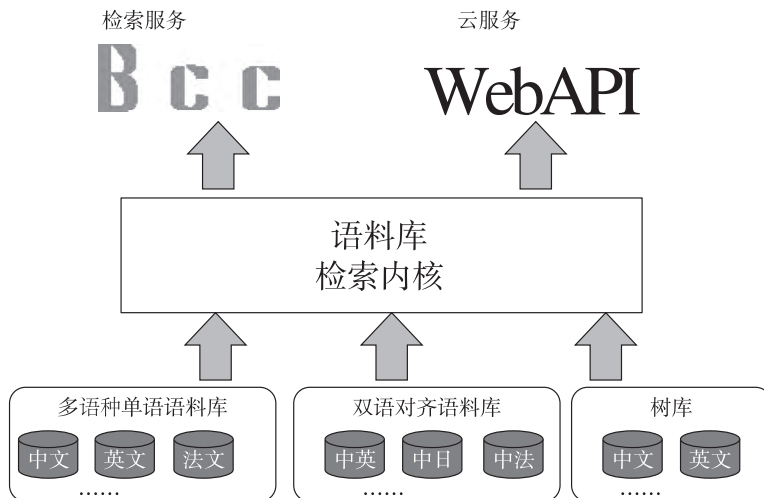 检索服务
云服务
Bcc
WebAPI
语料库
检索内核
多语种单语语料库
双语对齐语料库
树库
中文
英文
法文
中英
中日
中法
中文
英文
……
……
……